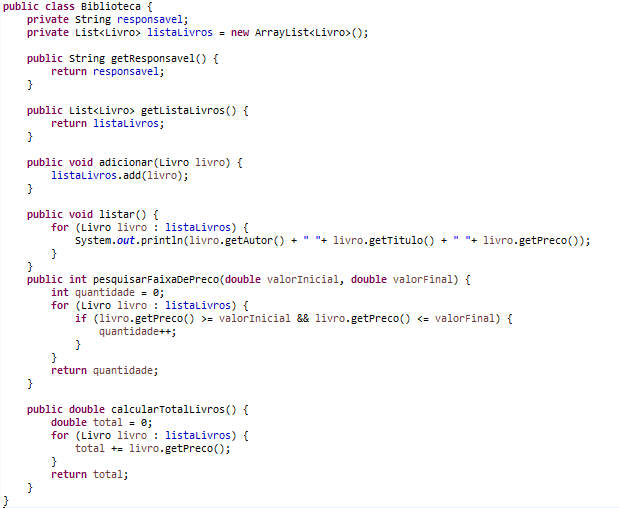 public class Biblioteca {
    private String responsavel;
    private List<Livro> listaLivros = new ArrayList<Livro>();

    public String getResponsavel() {
        return responsavel;
    }

    public List<Livro> getListaLivros() {
        return listaLivros;
    }

    public void adicionar(Livro livro) {
        listaLivros.add(livro);
    }

    public void listar() {
        for (Livro livro : listaLivros) {
            System.out.println(livro.getAutor() + " "+ livro.getTitulo() + " "+ livro.getPreco());
        }
    }
    public int pesquisarFaixaDePreco(double valorInicial, double valorFinal) {
        int quantidade = 0;
        for (Livro livro : listaLivros) {
            if (livro.getPreco() >= valorInicial && livro.getPreco() <= valorFinal) {
                quantidade++;
            }
        }
        return quantidade;
    }

    public double calcularTotalLivros() {
        double total = 0;
        for (Livro livro : listaLivros) {
            total += livro.getPreco();
        }
        return total;
    }
}